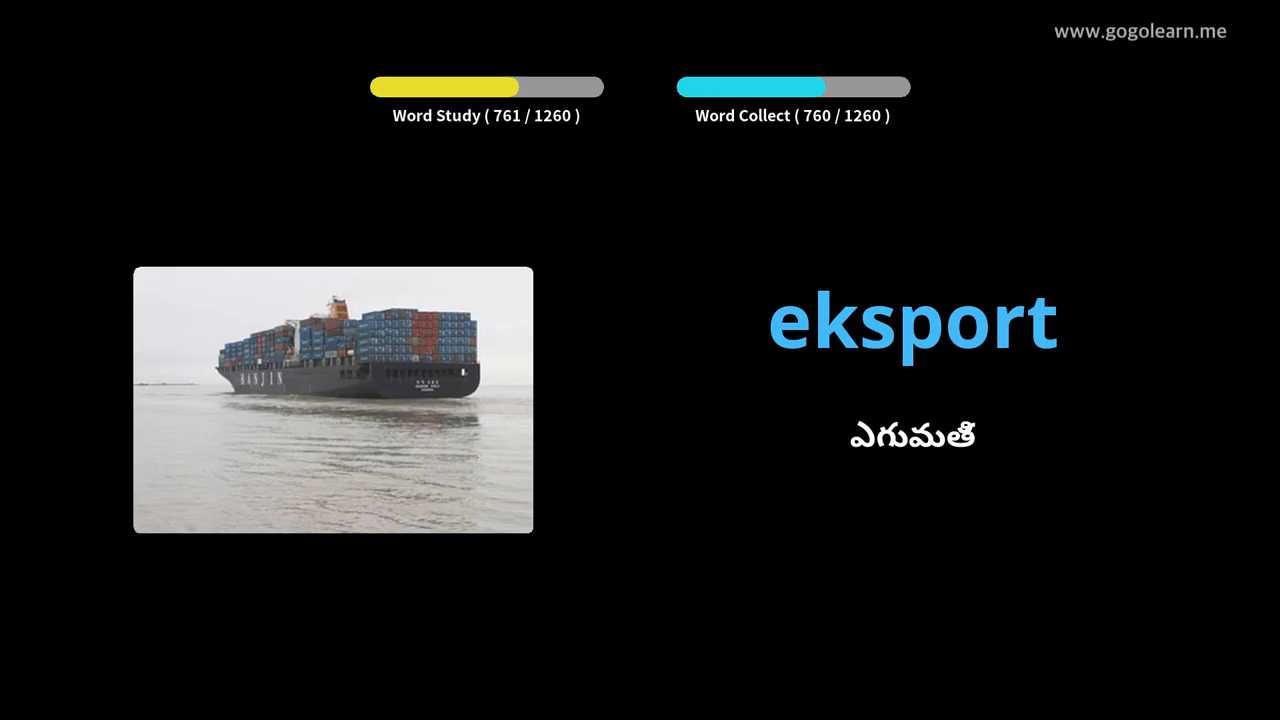 www.gogolearn.me
Word Study ( 761 / 1260 )
Word Collect ( 760 / 1260 )
eksport
ఎగుమతి
HANJIN